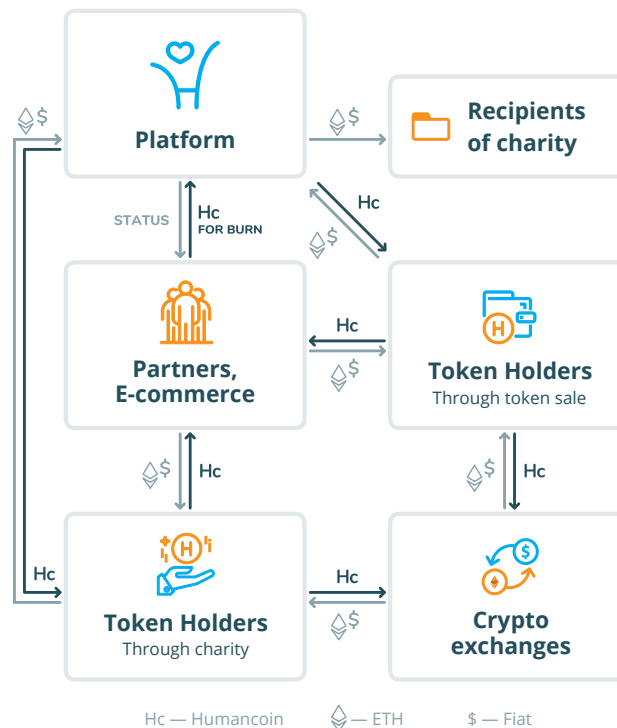 $
Platform
$
Recipients
of charity
STATUS
Hc
FOR BURN
Hc
$
Partners,
E-commerce
Hc
$
H
Token Holders
Through token sale
$
Hc
$
Hc
Hc
H
Token Holders
Through charity
Hc
$
$
Crypto
exchanges
Hc — Humancoin
— ETH
$ — Fiat